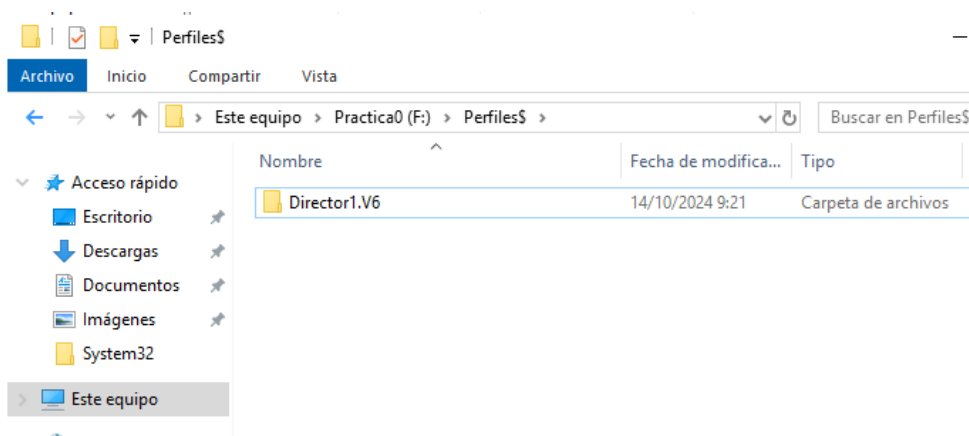 Perfiles$
Archivo Inicio Compartir Vista
Este equipo > Practica0 (F:) > Perfiles$ >
Buscar en Perfiles$
Nombre Fecha de modifica... Tipo
Acceso rápido
Director1.V6 14/10/2024 9:21 Carpeta de archivos
Escritorio
Descargas
Documentos
Imágenes
System32
Este equipo